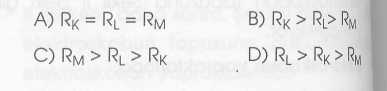 A) R_K = R_L = R_M
B) R_K > R_L > R_M
C) R_M > R_L > R_K
D) R_L > R_K > R_M